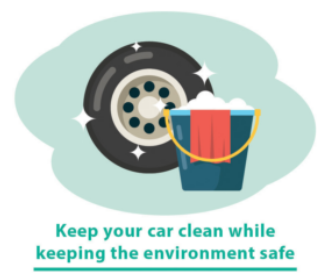 Keep your car clean while
keeping the environment safe